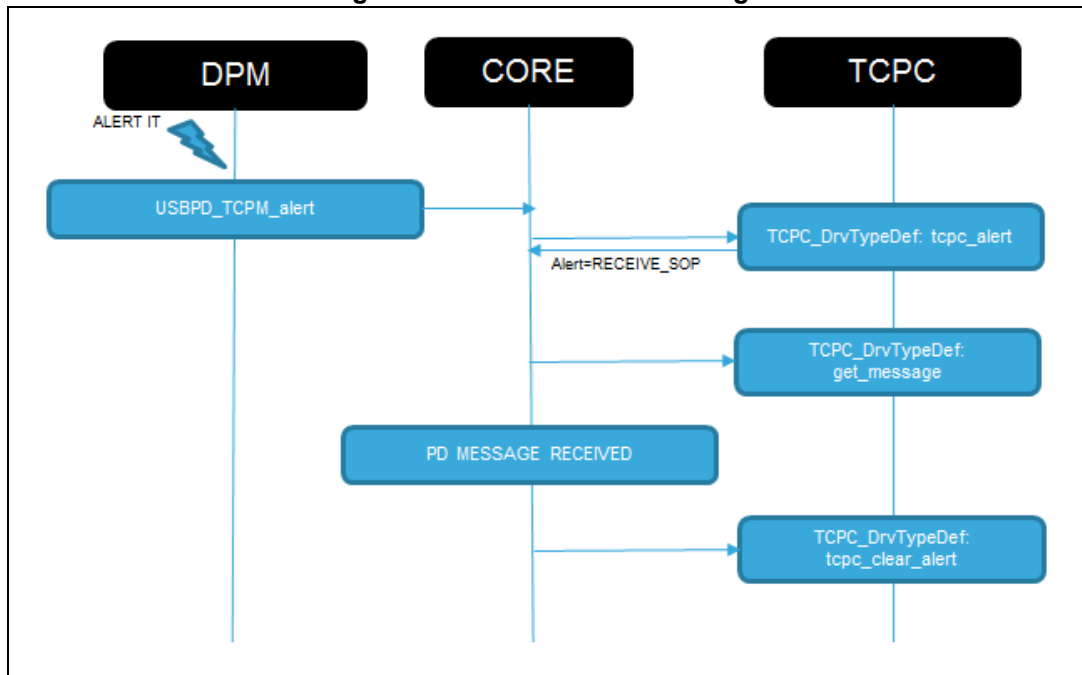 DPM
CORE
TCPC
ALERT IT
USBPD_TCPM_alert
TCPC_DrvTypeDef: tcpc_alert
Alert=RECEIVE_SOP
TCPC_DrvTypeDef:
get_message
PD MESSAGE RECEIVED
TCPC_DrvTypeDef:
tcpc_clear_alert